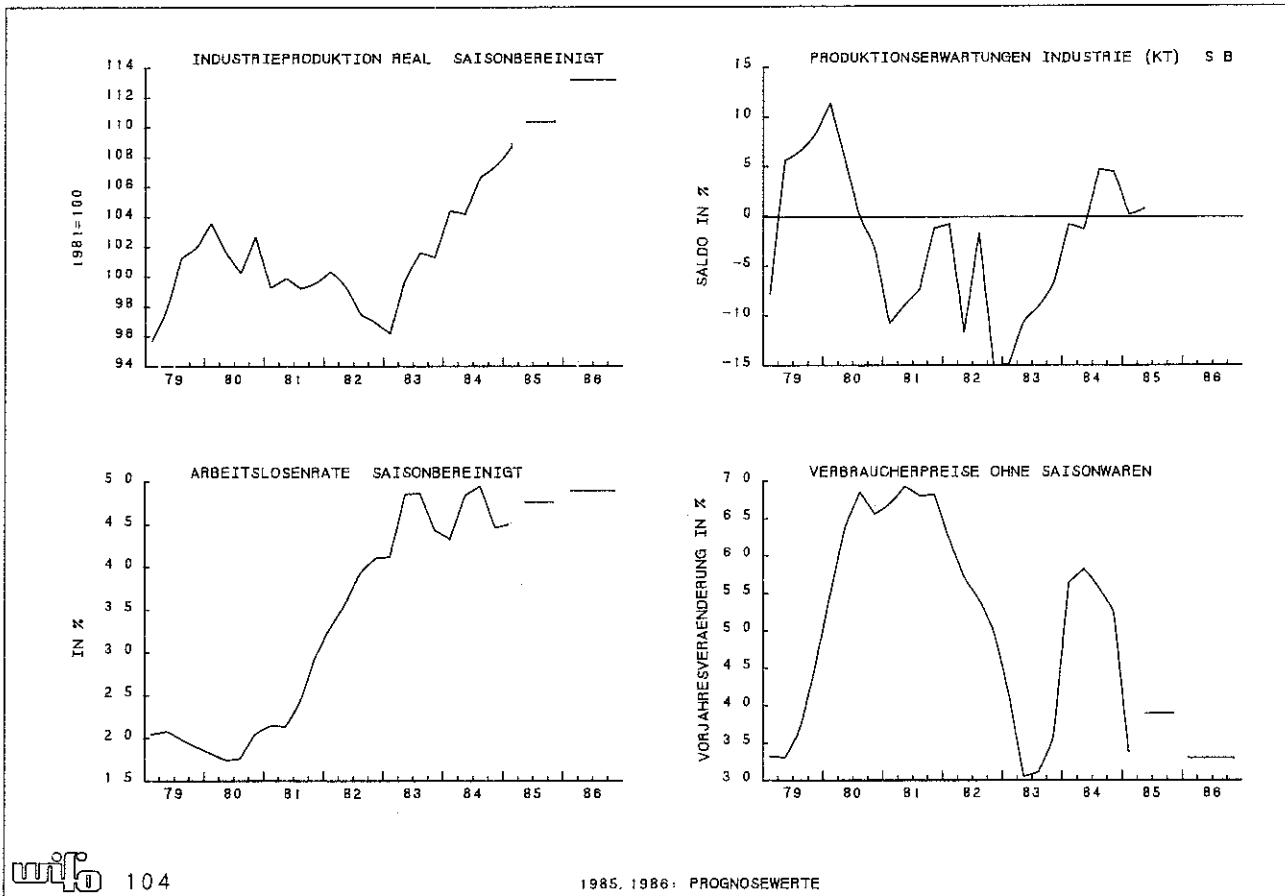 INDUSTRIEPRODUKTION REAL SAISONBEREINIGT
1981=100
114
112
110
108
106
104
102
100
98
96
94
79 80 81 82 83 84 85 86
PRODUKTIONSERWARTUNGEN INDUSTRIE (KT) S B
SALDO IN %
15
10
5
0
-5
-10
-15
79 80 81 82 83 84 85 86
ARBEITSLOSENRATE SAISONBEREINIGT
IN %
5 0
4 5
4 0
3 5
3 0
2 5
2 0
1 5
79 80 81 82 83 84 85 86
VERBRAUCHERPREISE OHNE SAISONWAREN
VORJAHRESVERAENDERUNG IN %
7 0
6 5
6 0
5 5
5 0
4 5
4 0
3 5
3 0
79 80 81 82 83 84 85 86
wifo 104
1985, 1986: PROGNOSEWERTE